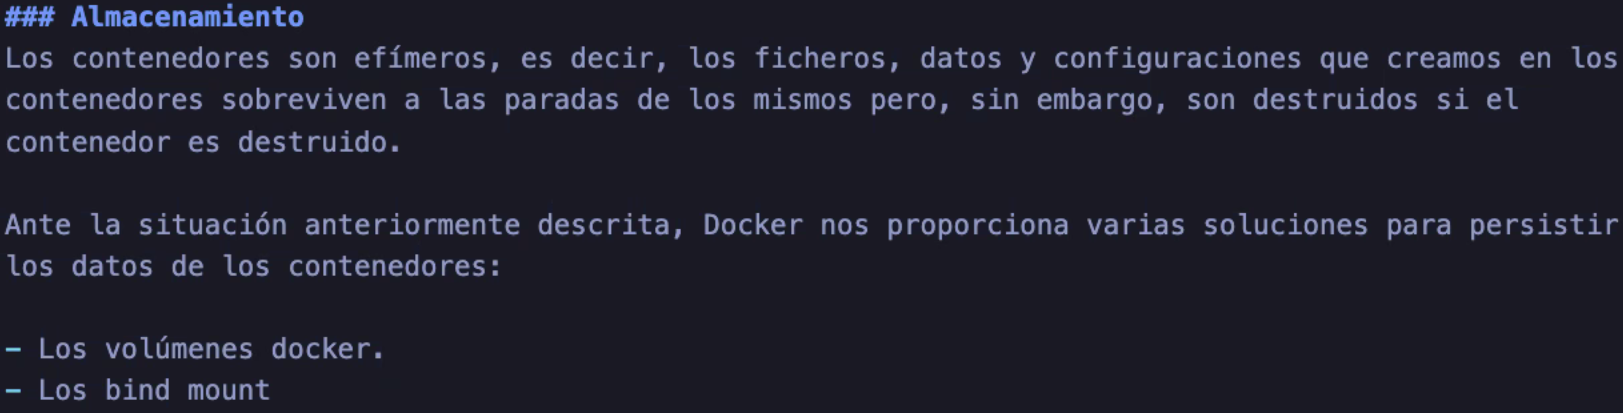 ### Almacenamiento
Los contenedores son efímeros, es decir, los ficheros, datos y configuraciones que creamos en los
contenedores sobreviven a las paradas de los mismos pero, sin embargo, son destruidos si el
contenedor es destruido.
Ante la situación anteriormente descrita, Docker nos proporciona varias soluciones para persistir
los datos de los contenedores:
- Los volúmenes docker.
- Los bind mount